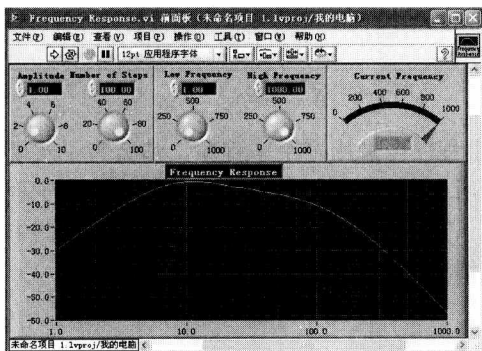 Frequency Response.vi 前面板 (未命名项目 1.lvproj/我的电脑)
文件(F) 编辑(E) 查看(V) 项目(P) 操作(O) 工具(T) 窗口(W) 帮助(H)
12pt 应用程序字体
Amplitude Number of Steps Low Frequency High Frequency Current Frequency
1.00 100.00 1.00 1000.00
4 6 40 60 500 500 200 400 600 800
2 8 20 80 250 750 250 750 0 1000
0 10 0 100 0 1000 0 1000
Frequency Response
0.0
-10.0
-20.0
-30.0
-40.0
-50.0
-60.0
1.0 10.0 100.0 1000.0
未命名项目 1.lvproj/我的电脑